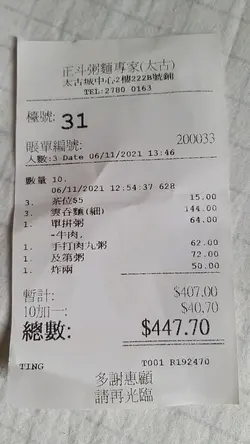 正斗粥麵專家(太古)
太古城中心2樓222B號鋪
TEL:2780 0163
檯號: 31
賬單編號: 200033
人數:3 Date 06/11/2021 13:46
數量 10.
06/11/2021 12:54:37 62B
3. 茶位$5 15.00
3. 雲吞麵(細) 144.00
1. 單拼粥 64.00
-牛肉,
1. 手打肉丸粥 62.00
1. 及第粥 72.00
1. 炸兩 50.00
暫計: $407.00
10加一: $40.70
總數: $447.70
TING T001 R192470
多謝惠顧
請再光臨